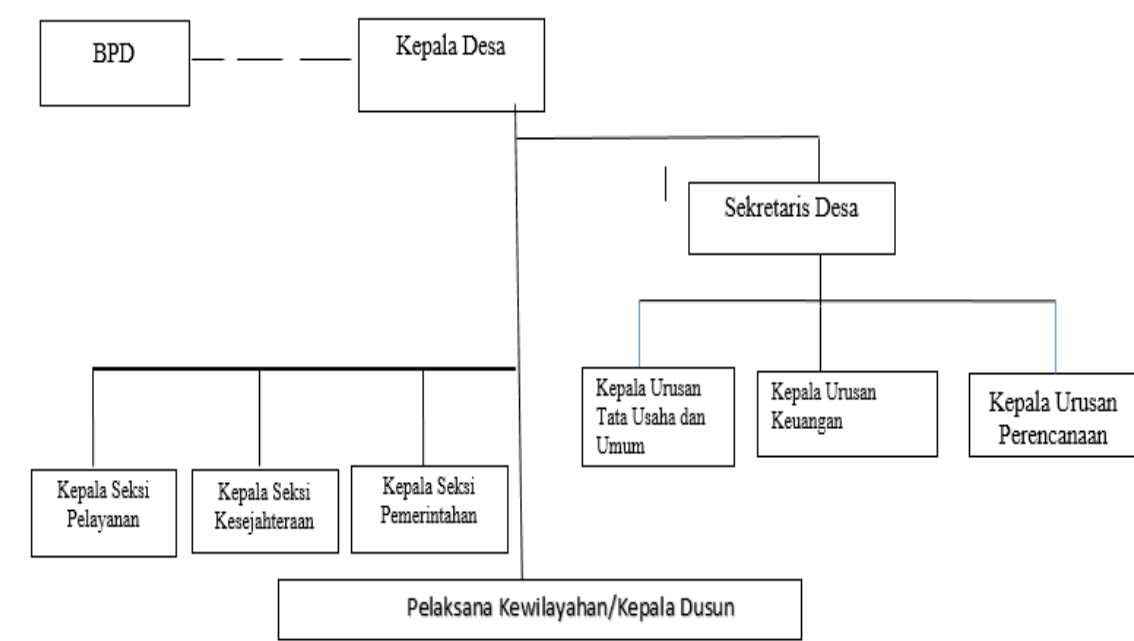 BPD
Kepala Desa
Sekretaris Desa
Kepala Urusan
Tata Usaha dan
Umum
Kepala Urusan
Keuangan
Kepala Urusan
Perencanaan
Kepala Seksi
Pelayanan
Kepala Seksi
Kesejahteraan
Kepala Seksi
Pemerintahan
Pelaksana Kewilayahan/Kepala Dusun